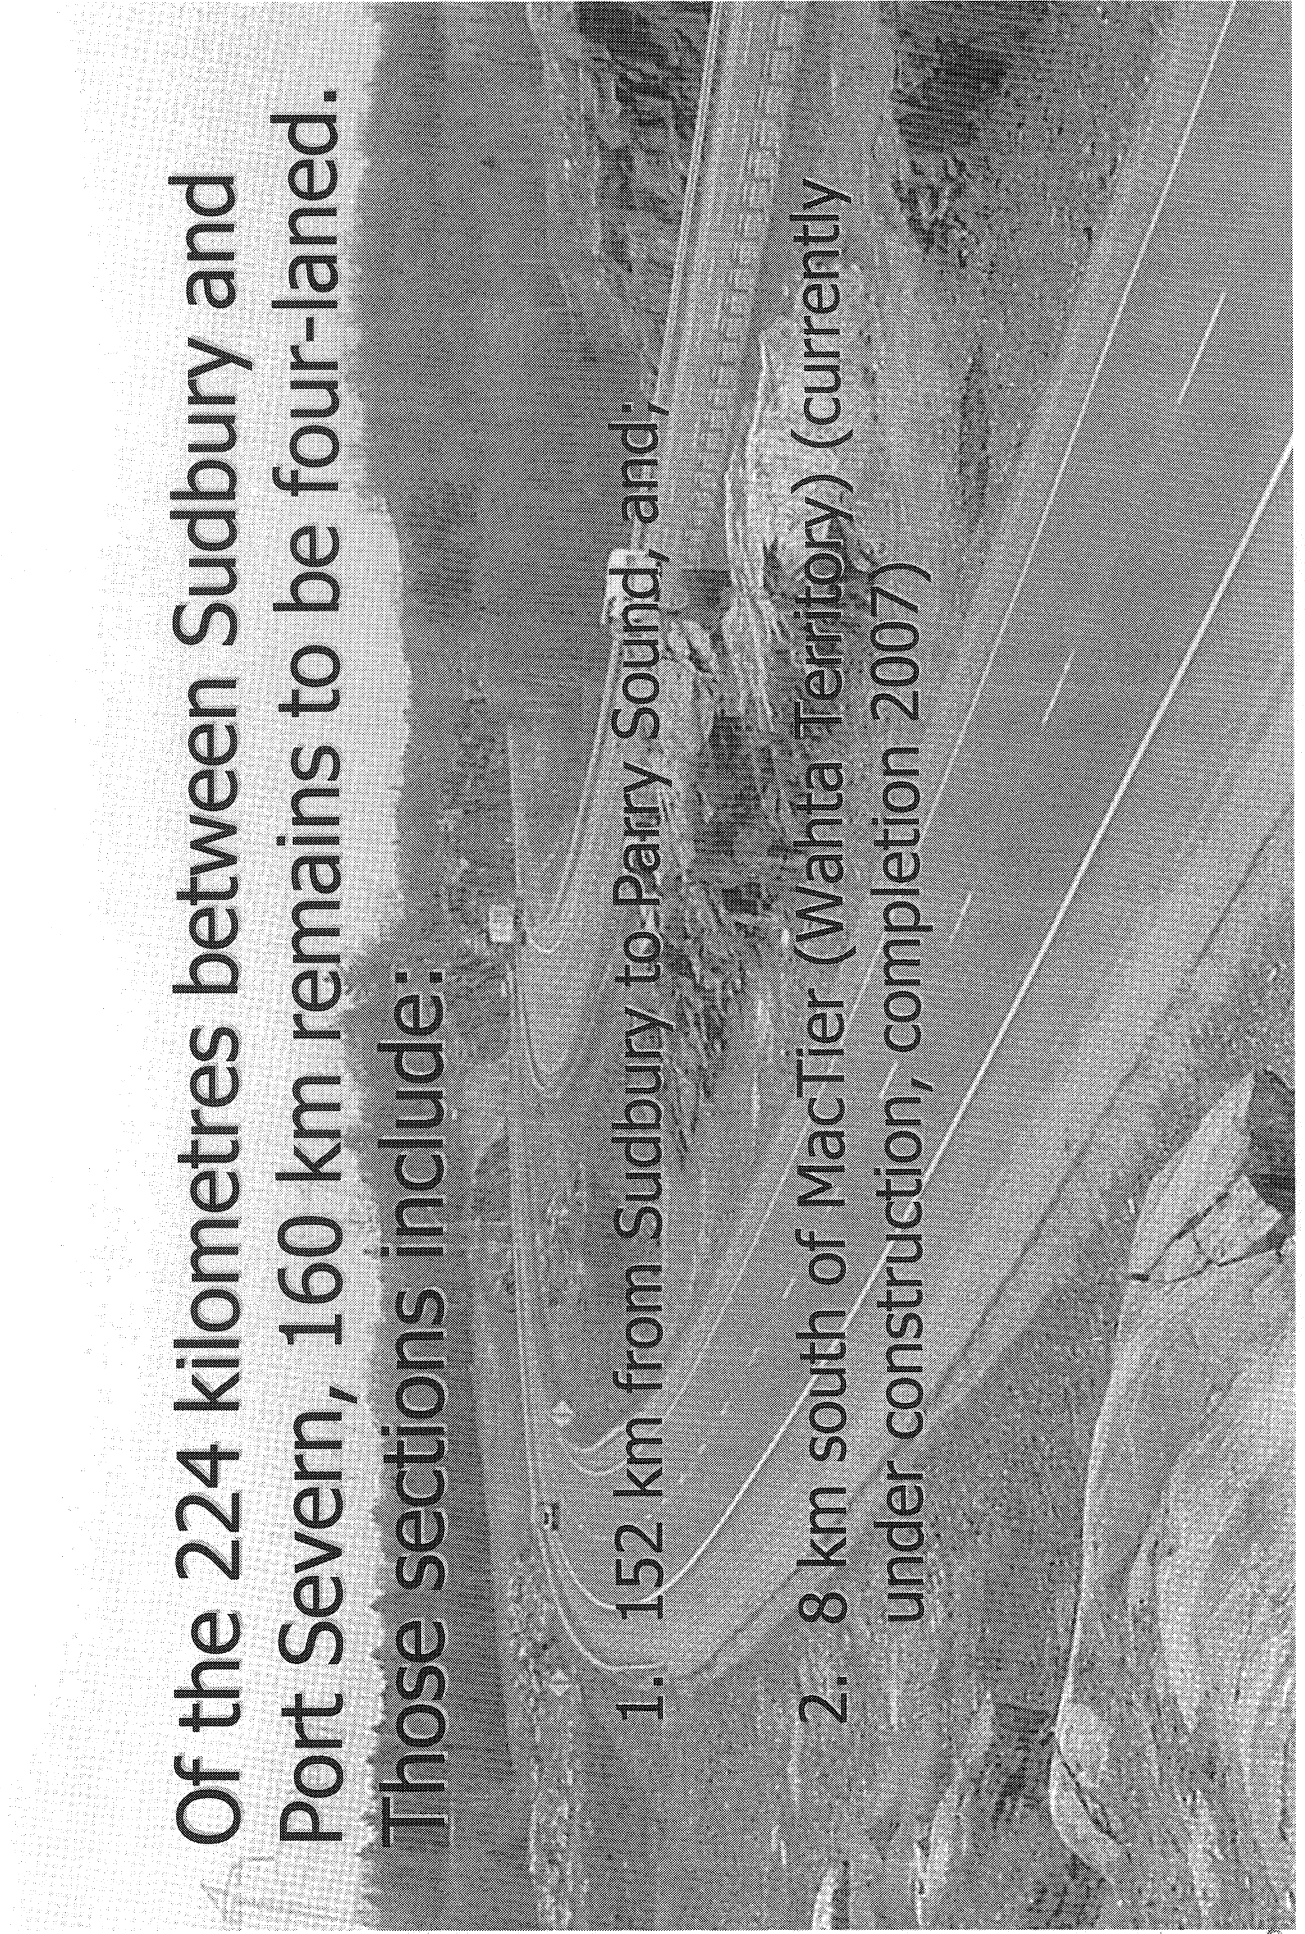 Of the 224 kilometres between Sudbury and
Port Severn, 160 km remains to be four-laned.
Those sections include:
1. 152 km from Sudbury to Parry Sound, and;
2. 8 km south of MacTier (Wahta Territory) (currently
under construction, completion 2007)